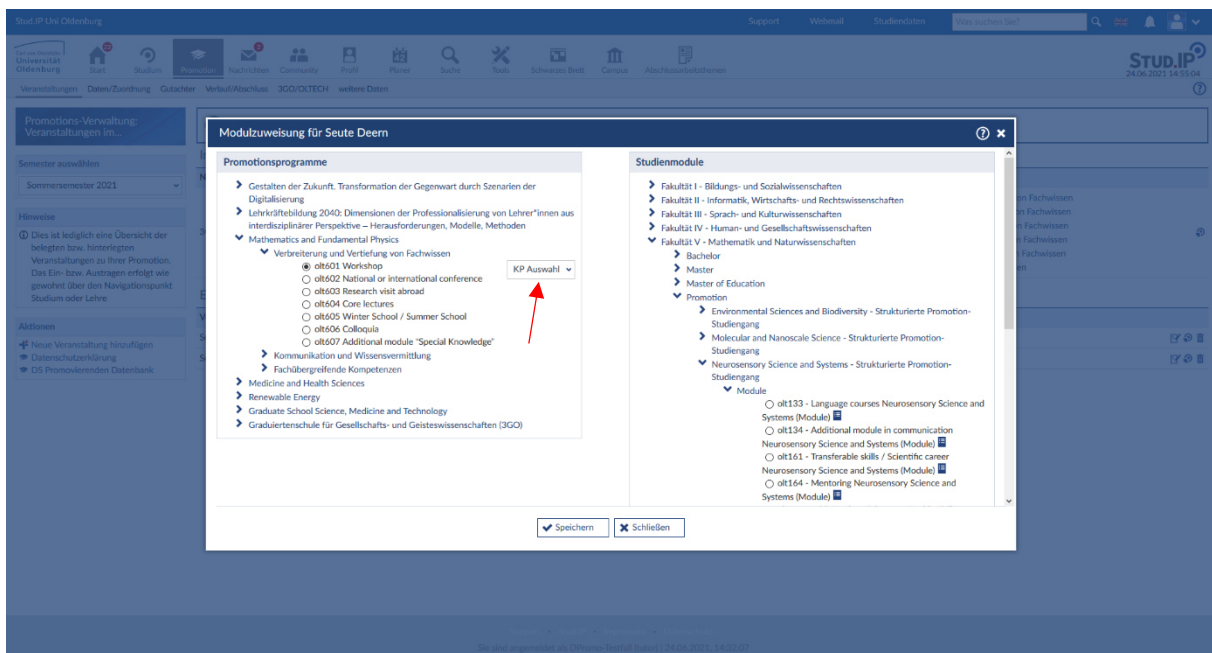 Stud.IP Uni Oldenburg
Support Webmail Studiendaten Was suchen Sie?
Carl von Ossietzky
Universität
Oldenburg
Start Studium Promotion Nachrichten Community Profil Planer Suche Tools Schwarzes Brett Campus Abschlussarbeitsthemen
STUD.IP
24.06.2021 14:55:04
Veranstaltungen Daten/Zuordnung Gutachter Verlauf/Abschluss 3GO/OLTECH weitere Daten
Promotions-Verwaltung:
Veranstaltungen im...
Semester auswählen
Sommersemester 2021
Hinweise
Dies ist lediglich eine Übersicht der
belegten bzw. hinterlegten
Veranstaltungen zu Ihrer Promotion.
Das Ein- bzw. Austragen erfolgt wie
gewohnt über den Navigationspunkt
Studium oder Lehre
Aktionen
Neue Veranstaltung hinzufügen
Datenschutzerklärung
DS Promovierenden Datenbank
Modulzuweisung für Seute Deern
Promotionsprogramme
Gestalten der Zukunft. Transformation der Gegenwart durch Szenarien der
Digitalisierung
Lehrkräftebildung 2040: Dimensionen der Professionalisierung von Lehrer*innen aus
interdisziplinärer Perspektive – Herausforderungen, Modelle, Methoden
Mathematics and Fundamental Physics
Verbreiterung und Vertiefung von Fachwissen
olt601 Workshop
KP Auswahl
olt602 National or international conference
olt603 Research visit abroad
olt604 Core lectures
olt605 Winter School / Summer School
olt606 Colloquia
olt607 Additional module "Special Knowledge"
Kommunikation und Wissensvermittlung
Fachübergreifende Kompetenzen
Medicine and Health Sciences
Renewable Energy
Graduate School Science, Medicine and Technology
Graduiertenschule für Gesellschafts- und Geisteswissenschaften (3GO)
Studienmodule
Fakultät I - Bildungs- und Sozialwissenschaften
Fakultät II - Informatik, Wirtschafts- und Rechtswissenschaften
Fakultät III - Sprach- und Kulturwissenschaften
Fakultät IV - Human- und Gesellschaftswissenschaften
Fakultät V - Mathematik und Naturwissenschaften
Bachelor
Master
Master of Education
Promotion
Environmental Sciences and Biodiversity - Strukturierte Promotion-
Studiengang
Molecular and Nanoscale Science - Strukturierte Promotion-
Studiengang
Neurosensory Science and Systems - Strukturierte Promotion-
Studiengang
Module
olt133 - Language courses Neurosensory Science and
Systems (Module)
olt134 - Additional module in communication
Neurosensory Science and Systems (Module)
olt161 - Transferable skills / Scientific career
Neurosensory Science and Systems (Module)
olt164 - Mentoring Neurosensory Science and
Systems (Module)
Speichern
Schließen
on Fachwissen
on Fachwissen
n Fachwissen
n Fachwissen
Fachwissen
en